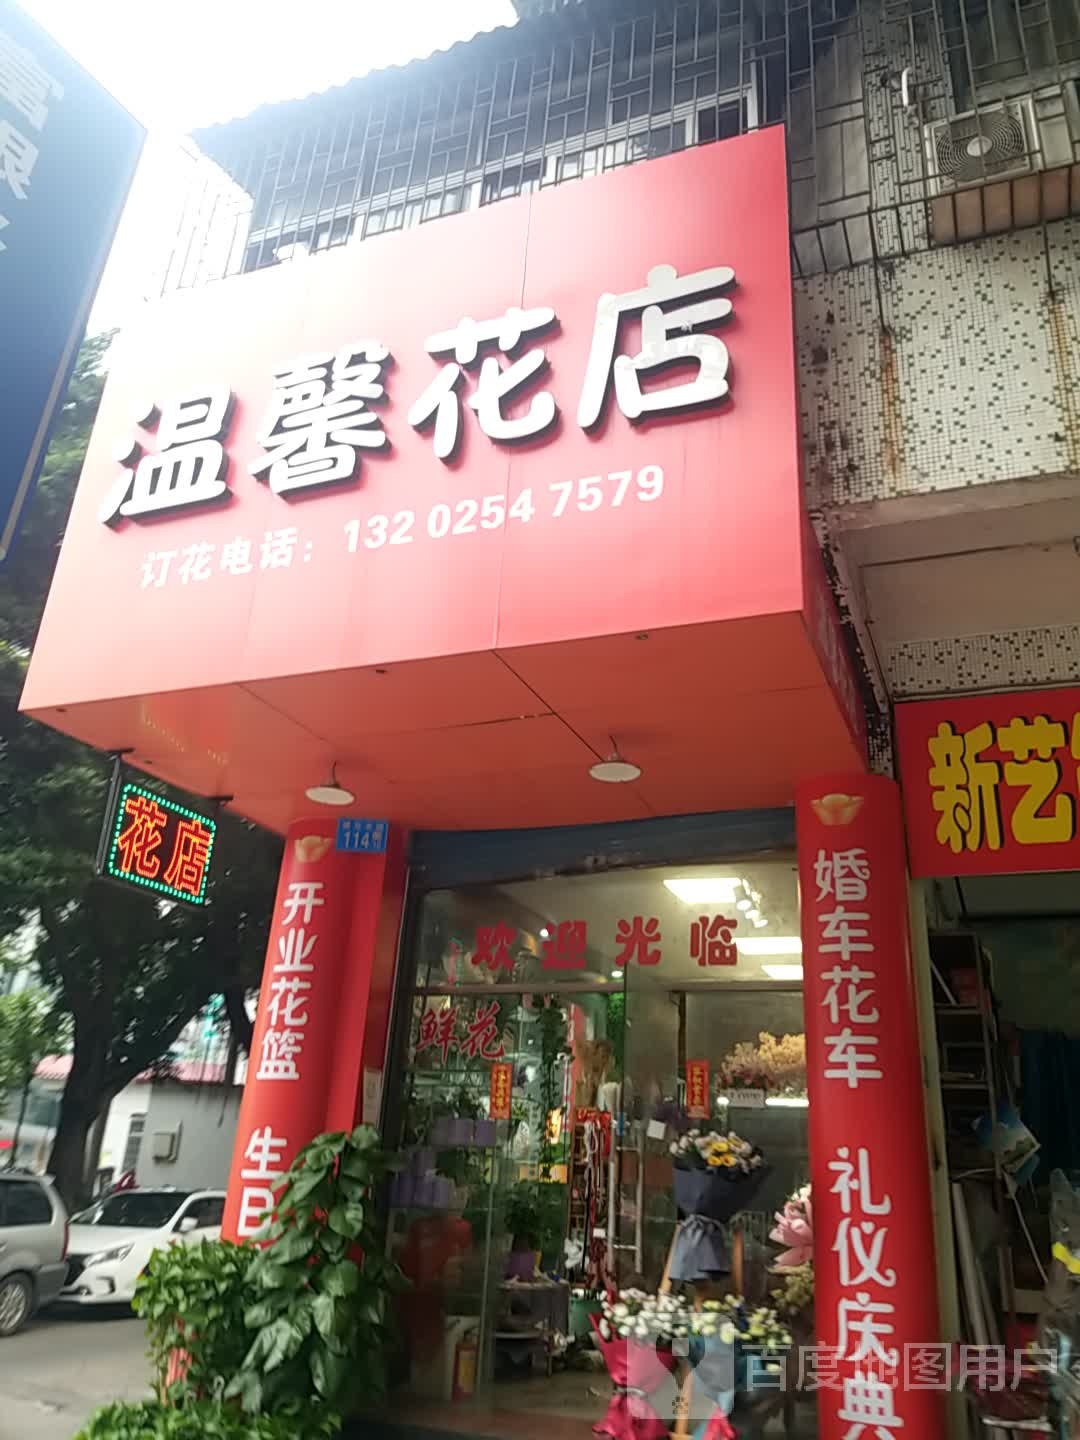 温馨花店
订花电话：132 0254 7579
花店
114
开业花篮 生日
欢迎光临
鲜花
婚车花车 礼仪庆典
新艺
百度地图用户